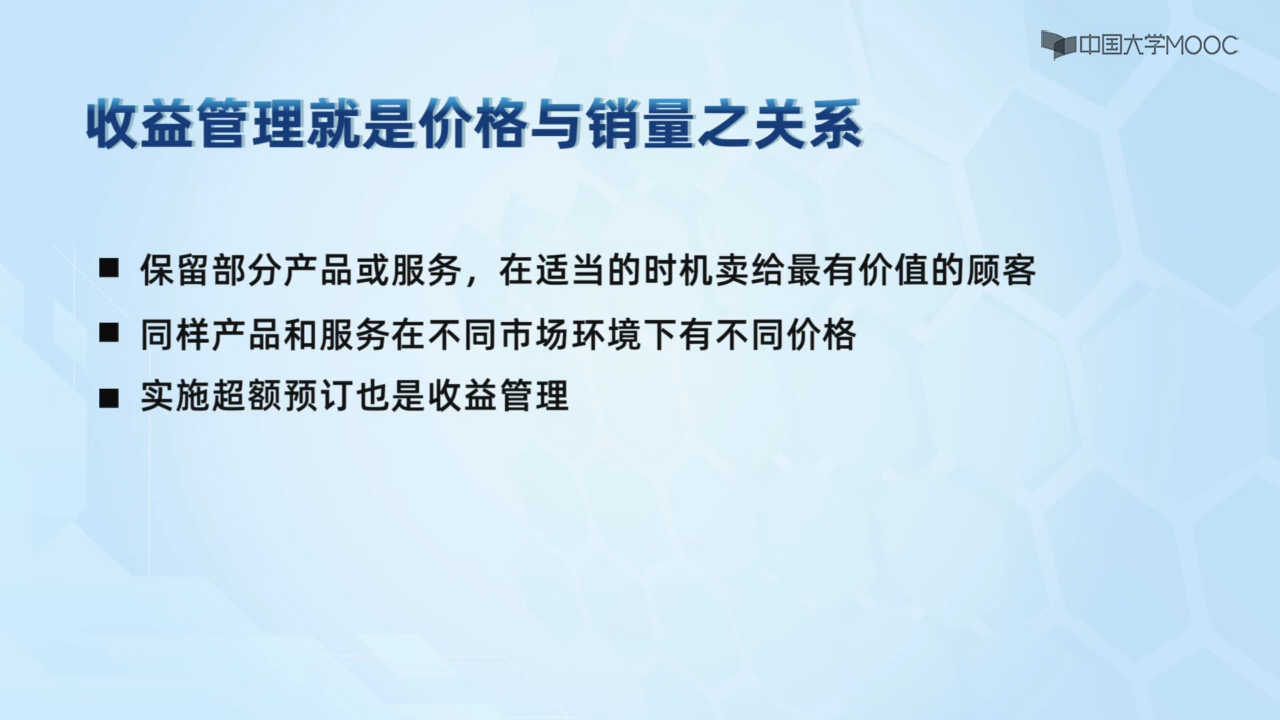 中国大学MOOC
收益管理就是价格与销量之关系
保留部分产品或服务，在适当的时机卖给最有价值的顾客
同样产品和服务在不同市场环境下有不同价格
实施超额预订也是收益管理